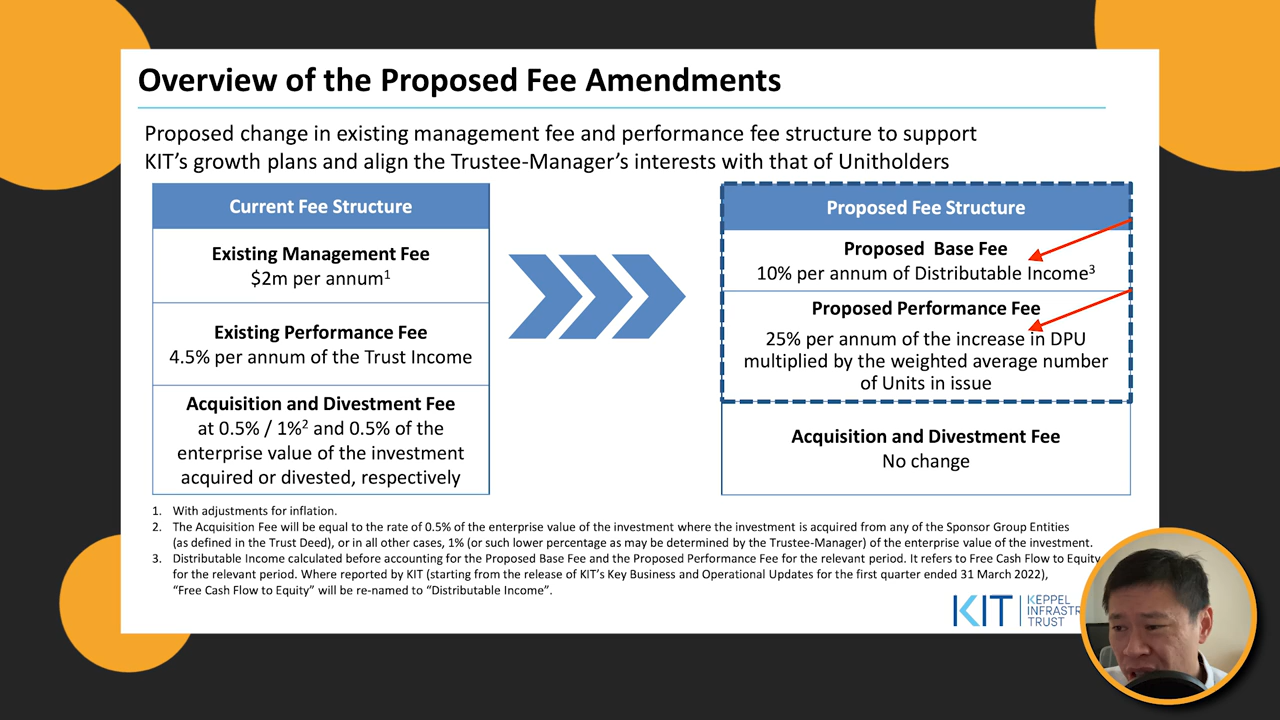 Overview of the Proposed Fee Amendments
Proposed change in existing management fee and performance fee structure to support
KIT's growth plans and align the Trustee-Manager's interests with that of Unitholders
Current Fee Structure
Existing Management Fee
$2m per annum1
Existing Performance Fee
4.5% per annum of the Trust Income
Acquisition and Divestment Fee
at 0.5% / 1%2 and 0.5% of the
enterprise value of the investment
acquired or divested, respectively
Proposed Fee Structure
Proposed Base Fee
10% per annum of Distributable Income3
Proposed Performance Fee
25% per annum of the increase in DPU
multiplied by the weighted average number
of Units in issue
Acquisition and Divestment Fee
No change
1. With adjustments for inflation.
2. The Acquisition Fee will be equal to the rate of 0.5% of the enterprise value of the investment where the investment is acquired from any of the Sponsor Group Entities
(as defined in the Trust Deed), or in all other cases, 1% (or such lower percentage as may be determined by the Trustee-Manager) of the enterprise value of the investment.
3. Distributable Income calculated before accounting for the Proposed Base Fee and the Proposed Performance Fee for the relevant period. It refers to Free Cash Flow to Equity
for the relevant period. Where reported by KIT (starting from the release of KIT's Key Business and Operational Updates for the first quarter ended 31 March 2022),
"Free Cash Flow to Equity" will be re-named to "Distributable Income".
KIT
KEPPEL
INFRASTR
TRUST